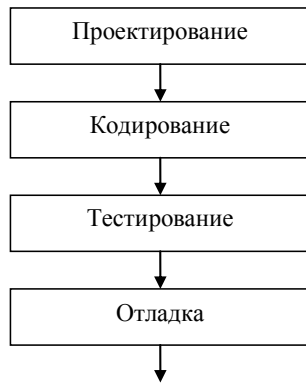 Проектирование
Кодирование
Тестирование
Отладка